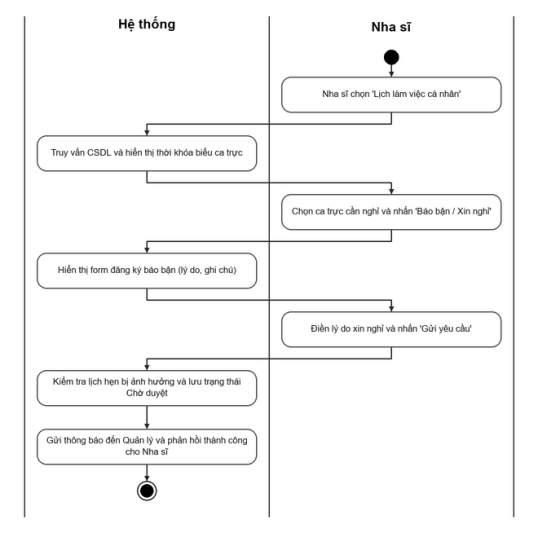 Hệ thống
Nha sĩ
Nha sĩ chọn 'Lịch làm việc cá nhân'
Truy vấn CSDL và hiển thị thời khóa biểu ca trực
Chọn ca trực cần nghỉ và nhấn 'Báo bận / Xin nghỉ'
Hiển thị form đăng ký báo bận (lý do, ghi chú)
Điền lý do xin nghỉ và nhấn 'Gửi yêu cầu'
Kiểm tra lịch hẹn bị ảnh hưởng và lưu trạng thái
Chờ duyệt
Gửi thông báo đến Quản lý và phản hồi thành công
cho Nha sĩ